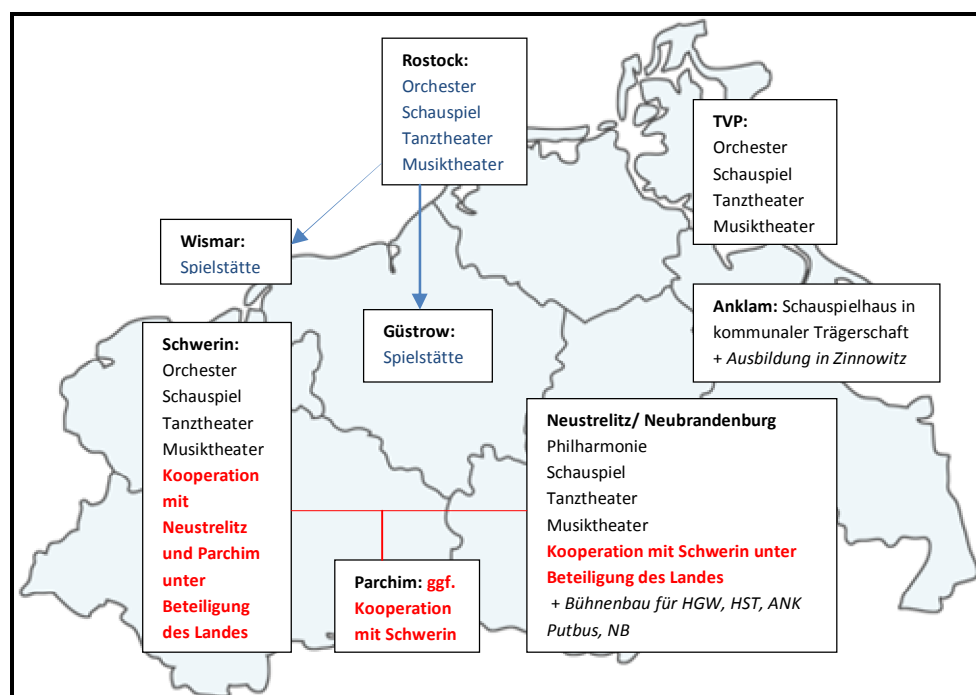 Rostock:
Orchester
Schauspiel
Tanztheater
Musiktheater
TVP:
Orchester
Schauspiel
Tanztheater
Musiktheater
Wismar:
Spielstätte
Güstrow:
Spielstätte
Anklam: Schauspielhaus in
kommunaler Trägerschaft
+ Ausbildung in Zinnowitz
Schwerin:
Orchester
Schauspiel
Tanztheater
Musiktheater
Kooperation
mit
Neustrelitz
und Parchim
unter
Beteiligung
des Landes
Parchim: ggf.
Kooperation
mit Schwerin
Neustrelitz/ Neubrandenburg
Philharmonie
Schauspiel
Tanztheater
Musiktheater
Kooperation mit Schwerin unter
Beteiligung des Landes
+ Bühnenbau für HGW, HST, ANK
Putbus, NB